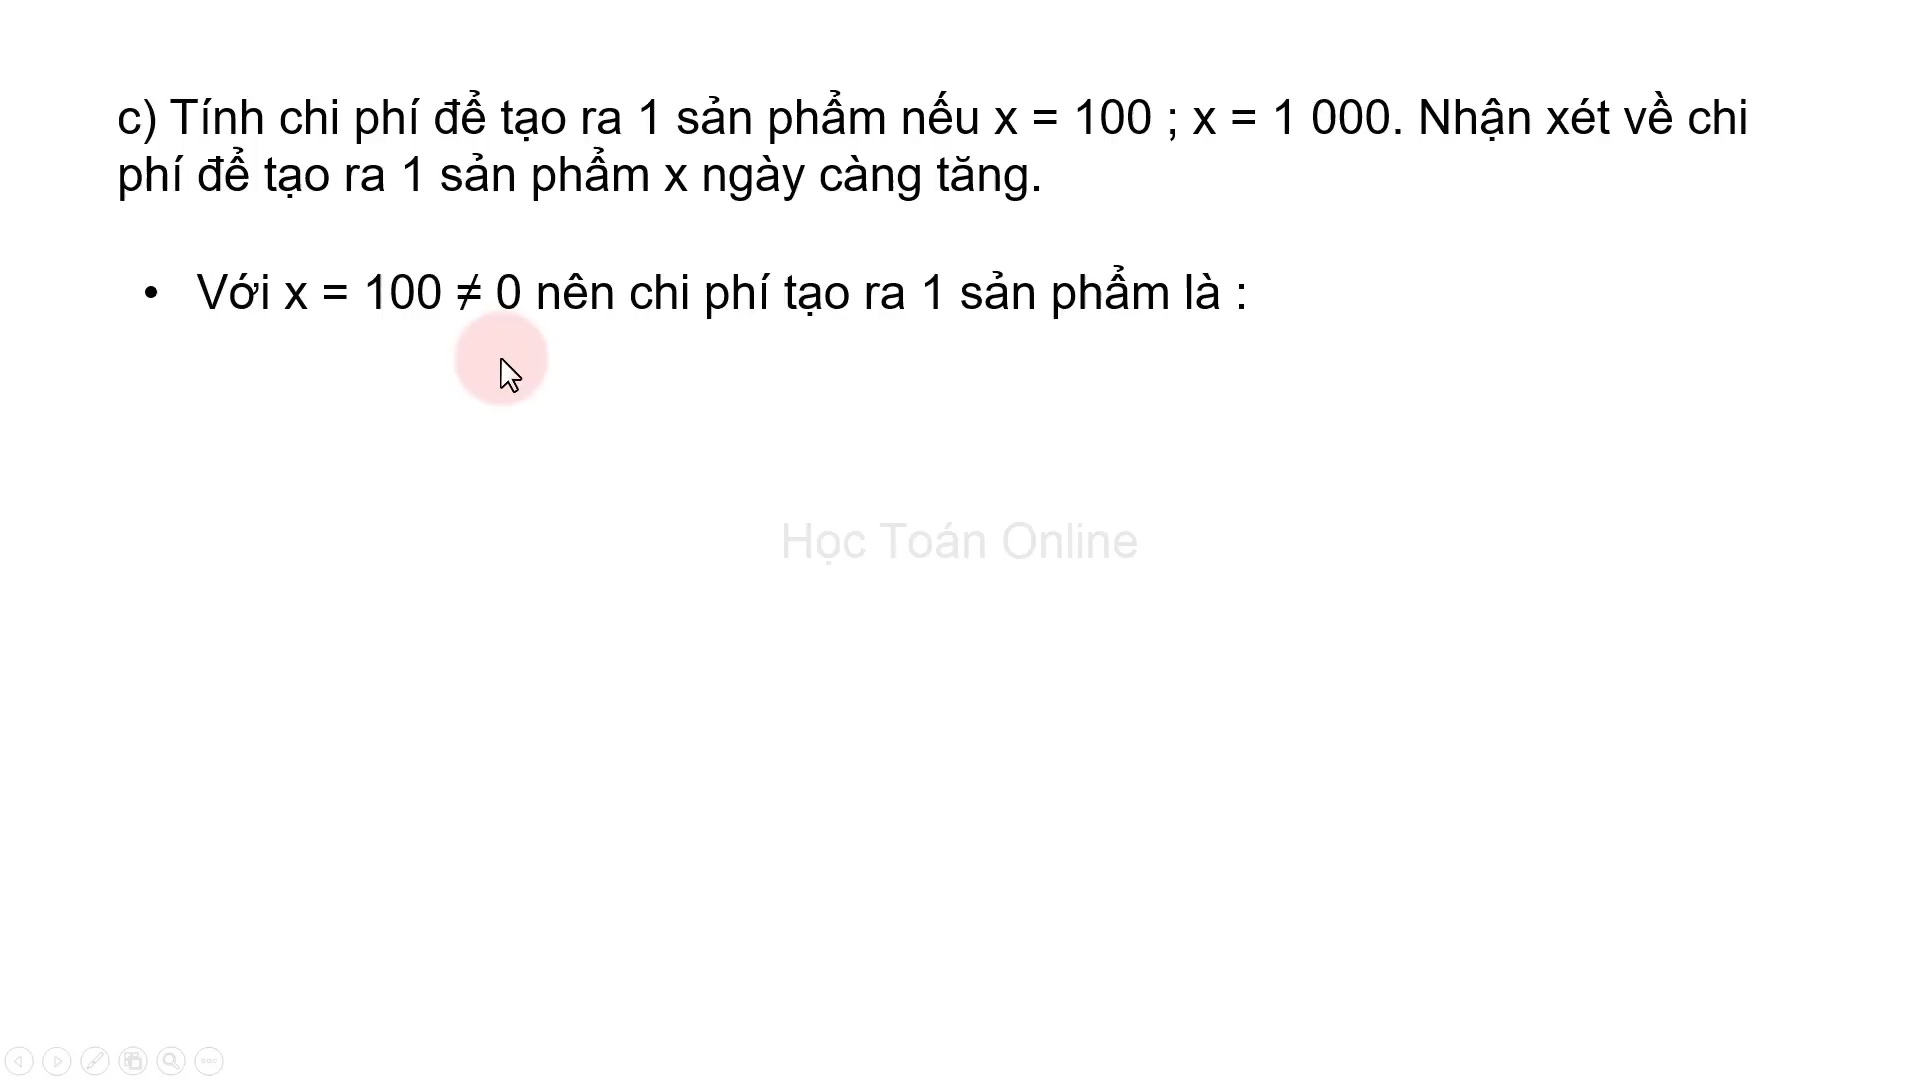 c) Tính chi phí để tạo ra 1 sản phẩm nếu x = 100 ; x = 1 000. Nhận xét về chi
phí để tạo ra 1 sản phẩm x ngày càng tăng.
• Với x = 100 ≠ 0 nên chi phí tạo ra 1 sản phẩm là :
Học Toán Online